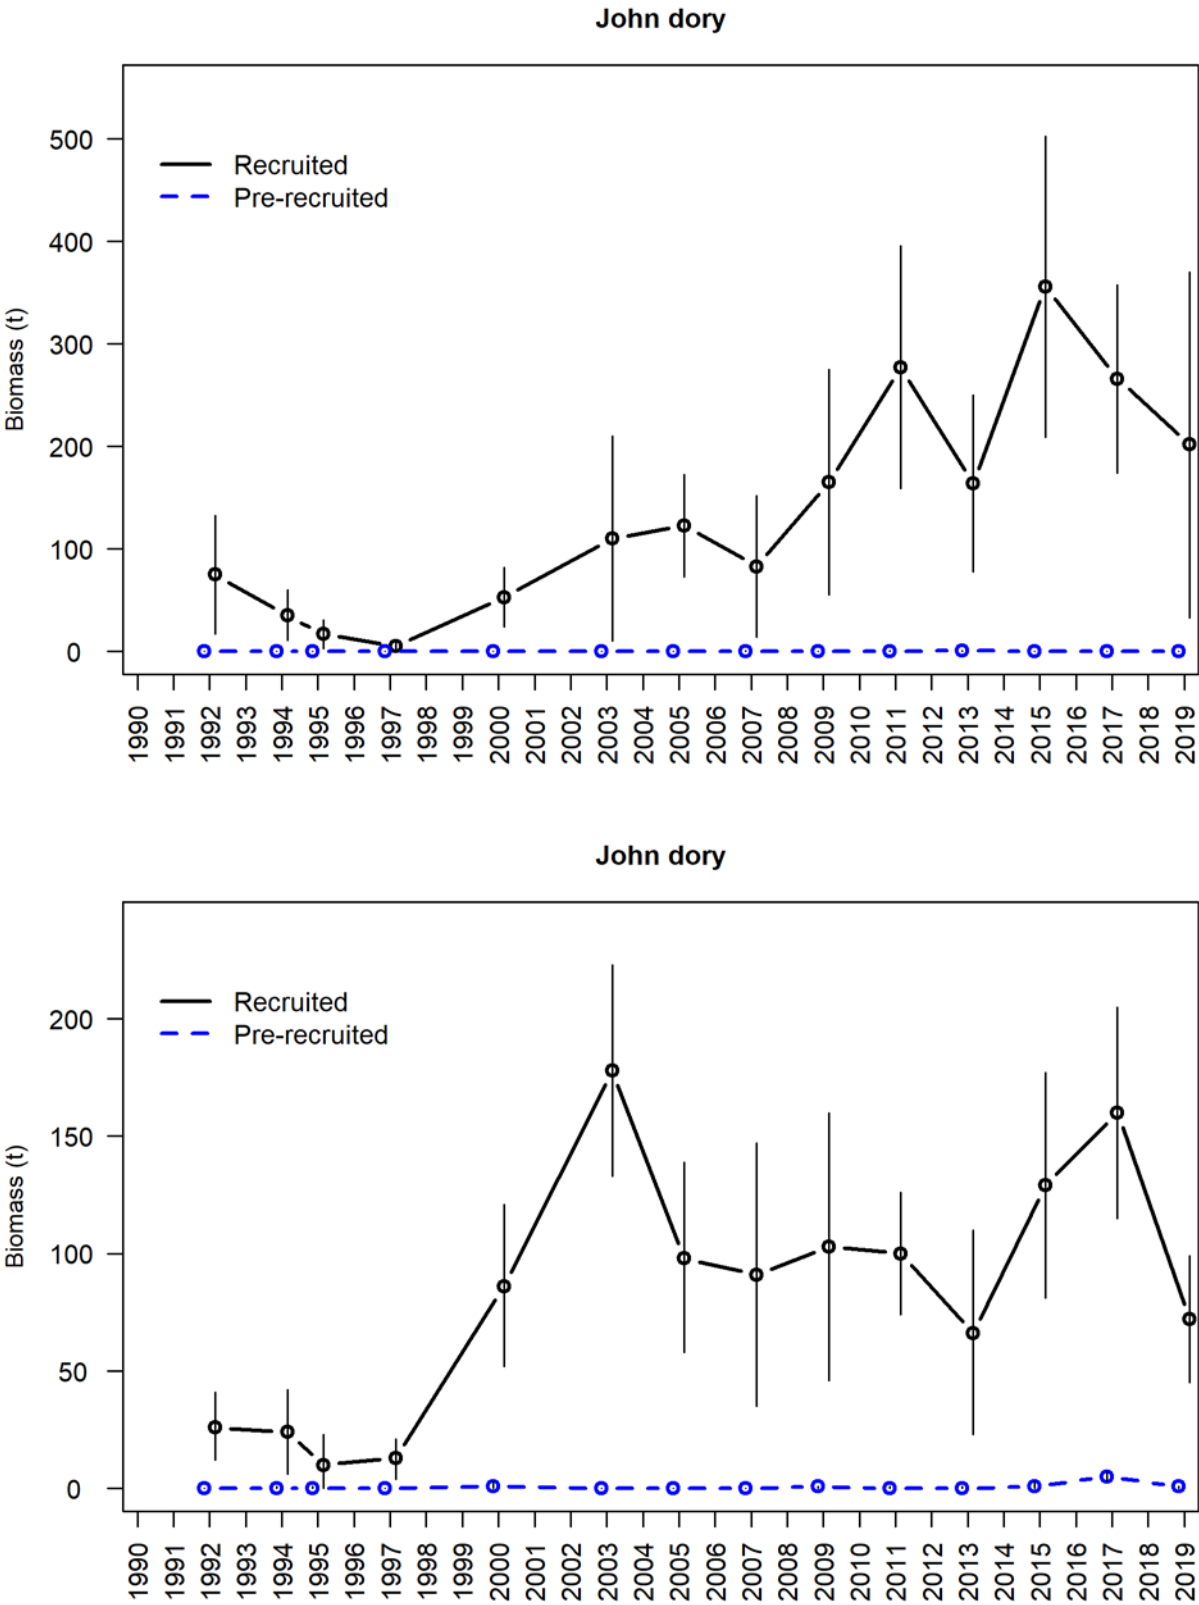 John dory
Biomass (t)
500
400
300
200
100
0
Recruited
Pre-recruited
1990 1991 1992 1993 1994 1995 1996 1997 1998 1999 2000 2001 2002 2003 2004 2005 2006 2007 2008 2009 2010 2011 2012 2013 2014 2015 2016 2017 2018 2019
John dory
Biomass (t)
200
150
100
50
0
Recruited
Pre-recruited
1990 1991 1992 1993 1994 1995 1996 1997 1998 1999 2000 2001 2002 2003 2004 2005 2006 2007 2008 2009 2010 2011 2012 2013 2014 2015 2016 2017 2018 2019